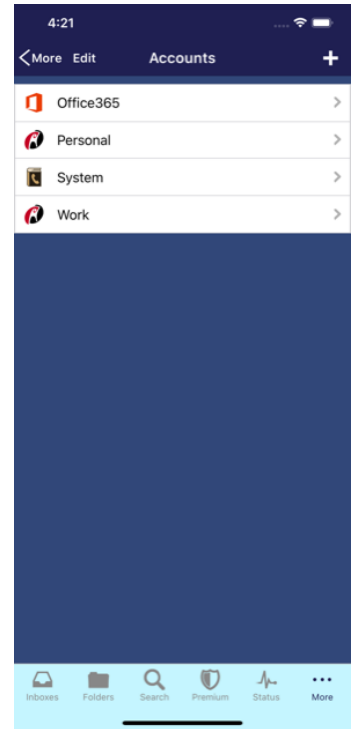 4:21
More Edit Accounts +
Office365
Personal
System
Work
Inboxes Folders Search Premium Status More